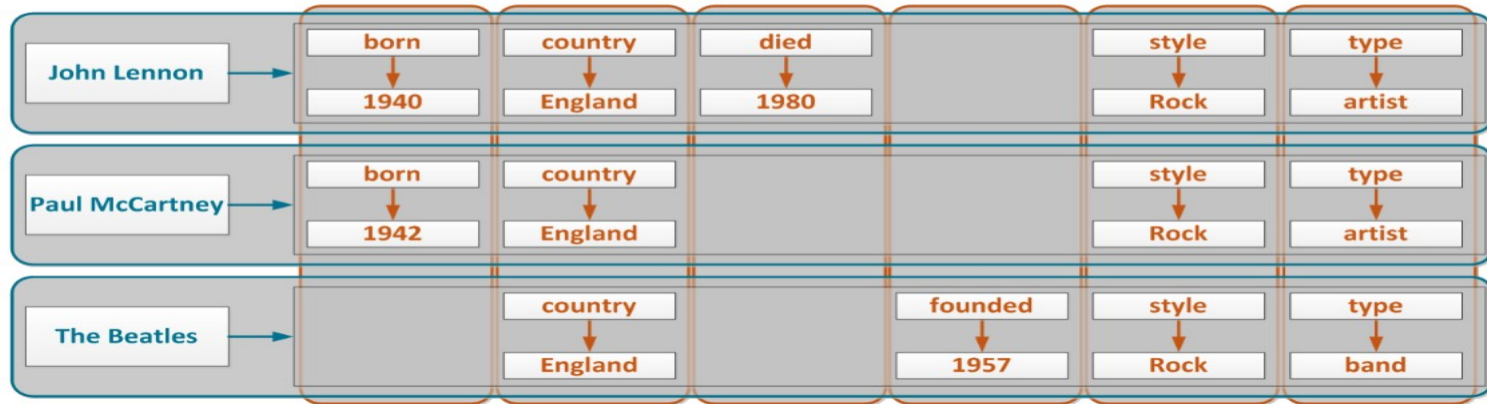 born country died style type
John Lennon
1940 England 1980 Rock artist
born country style type
Paul McCartney
1942 England Rock artist
country founded style type
The Beatles
England 1957 Rock band